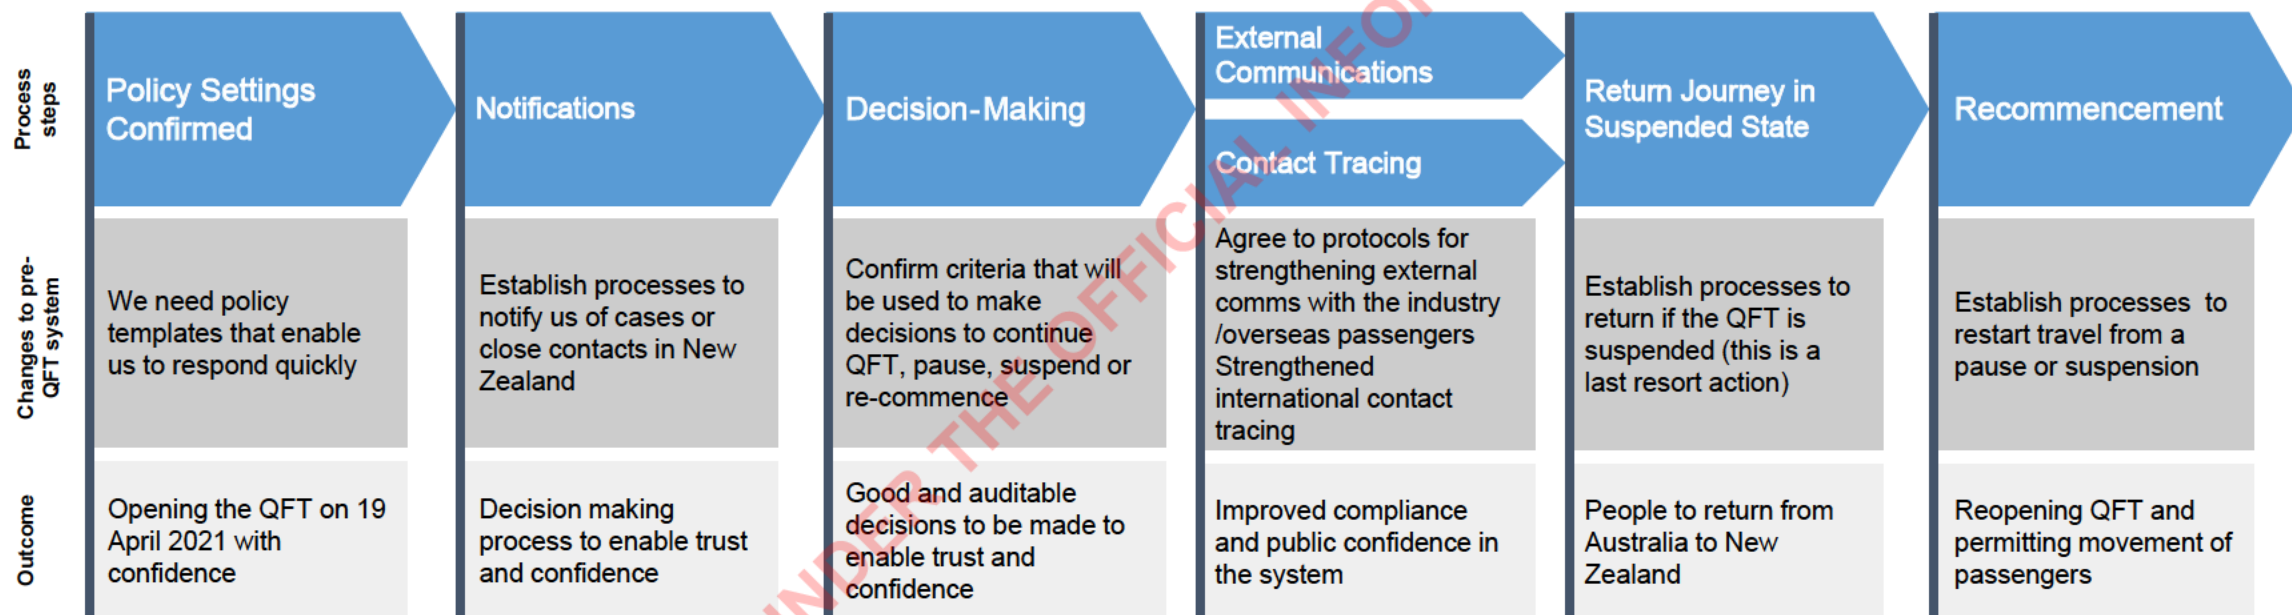 Process
steps
Policy Settings
Confirmed
Notifications
Decision-Making
External
Communications
Contact Tracing
Return Journey in
Suspended State
Recommencement
Changes to pre-
QFT system
We need policy
templates that enable
us to respond quickly
Establish processes to
notify us of cases or
close contacts in New
Zealand
Confirm criteria that will
be used to make
decisions to continue
QFT, pause, suspend or
re-commence
Agree to protocols for
strengthening external
comms with the industry
/overseas passengers
Strengthened
international contact
tracing
Establish processes to
return if the QFT is
suspended (this is a
last resort action)
Establish processes to
restart travel from a
pause or suspension
Outcome
Opening the QFT on 19
April 2021 with
confidence
Decision making
process to enable trust
and confidence
Good and auditable
decisions to be made to
enable trust and
confidence
Improved compliance
and public confidence in
the system
People to return from
Australia to New
Zealand
Reopening QFT and
permitting movement of
passengers
UNDER THE OFFICIAL